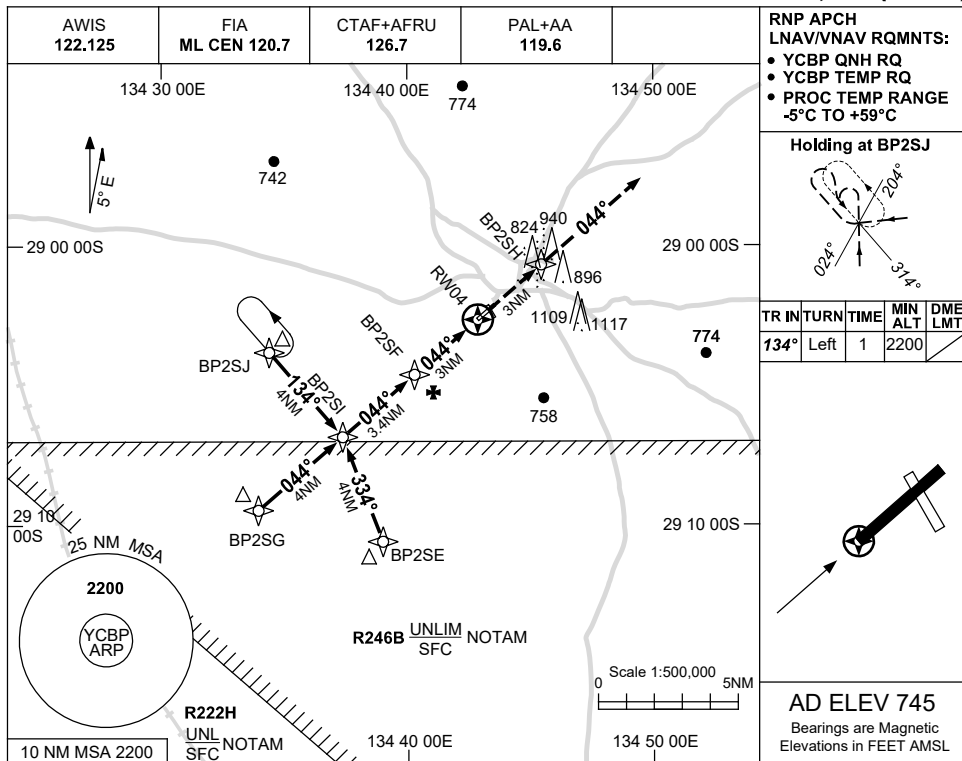 AWIS
122.125
FIA
ML CEN 120.7
CTAF+AFRU
126.7
PAL+AA
119.6
RNP APCH
LNAV/VNAV RQMNTS:
• YCBP QNH RQ
• YCBP TEMP RQ
• PROC TEMP RANGE
-5°C TO +59°C
134 30 00E
134 40 00E
134 50 00E
774
742
5° E
Holding at BP2SJ
204°
024°
314°
TR IN
TURN
TIME
MIN
ALT
DME
LMT
134°
Left
1
2200
29 00 00S
29 00 00S
BP2SH
824
940
044°
896
1109
1117
RW04
3NM
BP2SF
044°
3NM
774
758
BP2SJ
134°
4NM
BP2SI
044°
3.4NM
044°
4NM
334°
4NM
BP2SG
BP2SE
29 10
00S
29 10 00S
25 NM MSA
2200
YCBP
ARP
R246B UNLIM
SFC NOTAM
R222H
UNL
SFC NOTAM
Scale 1:500,000
0
5NM
10 NM MSA 2200
134 40 00E
134 50 00E
AD ELEV 745
Bearings are Magnetic
Elevations in FEET AMSL